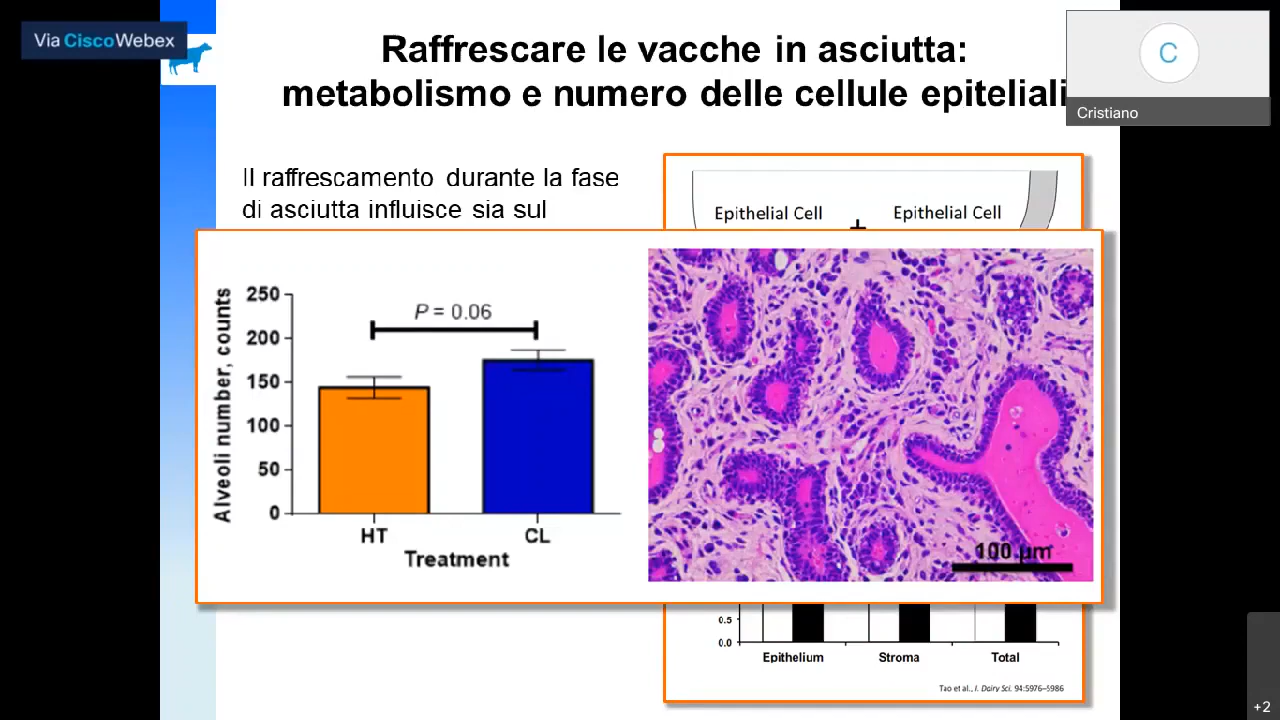 Via Cisco Webex
Raffrescare le vacche in asciutta:
metabolismo e numero delle cellule epiteliali
C
Cristiano
Il raffrescamento durante la fase
di asciutta influisce sia sul
Epithelial Cell
+
Epithelial Cell
Alveoli number, counts
250
200
150
100
50
0
P = 0.06
HT
CL
Treatment
100 µm
0.5
0.0
Epithelium
Stroma
Total
Tao et al., J. Dairy Sci. 94:5976–5986
+2